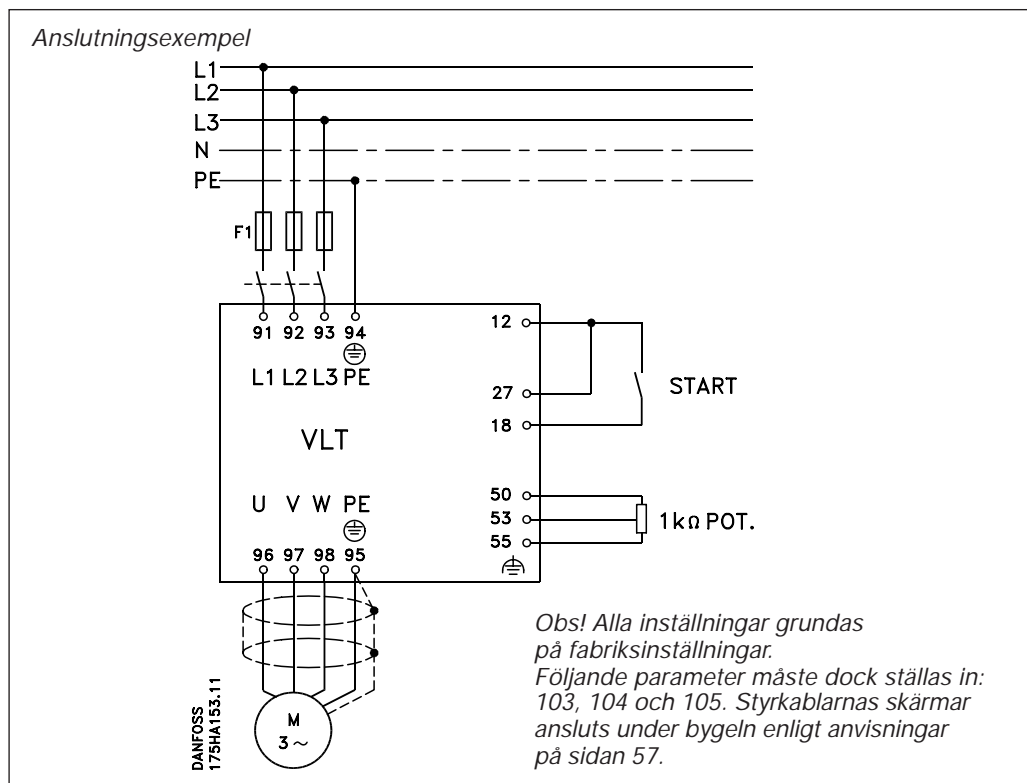 Anslutningsexempel
L1
L2
L3
N
PE
F1
91 92 93 94
L1 L2 L3 PE
VLT
U V W PE
96 97 98 95
12
27
18
START
50
53
55
1kΩ POT.
M
3~
DANFOSS
175HA153.11
Obs! Alla inställningar grundas
på fabriksinställningar.
Följande parameter måste dock ställas in:
103, 104 och 105. Styrkablarnas skärmar
ansluts under bygeln enligt anvisningar
på sidan 57.